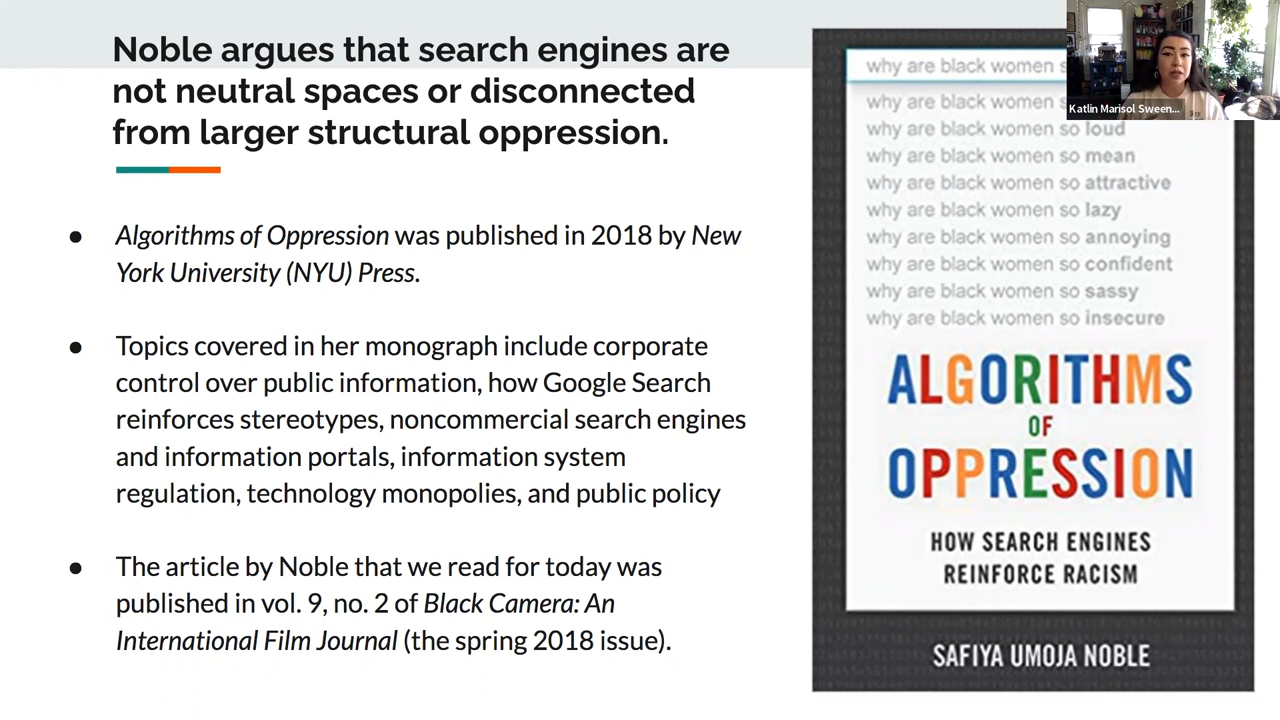 Noble argues that search engines are
not neutral spaces or disconnected
from larger structural oppression.
● Algorithms of Oppression was published in 2018 by New
York University (NYU) Press.
● Topics covered in her monograph include corporate
control over public information, how Google Search
reinforces stereotypes, noncommercial search engines
and information portals, information system
regulation, technology monopolies, and public policy
● The article by Noble that we read for today was
published in vol. 9, no. 2 of Black Camera: An
International Film Journal (the spring 2018 issue).
why are black women s
why are black women s
why are black women so loud
why are black women so mean
why are black women so attractive
why are black women so lazy
why are black women so annoying
why are black women so confident
why are black women so sassy
why are black women so insecure
ALGORITHMS
OF
OPPRESSION
HOW SEARCH ENGINES
REINFORCE RACISM
SAFIYA UMOJA NOBLE
Katlin Marisol Sween...